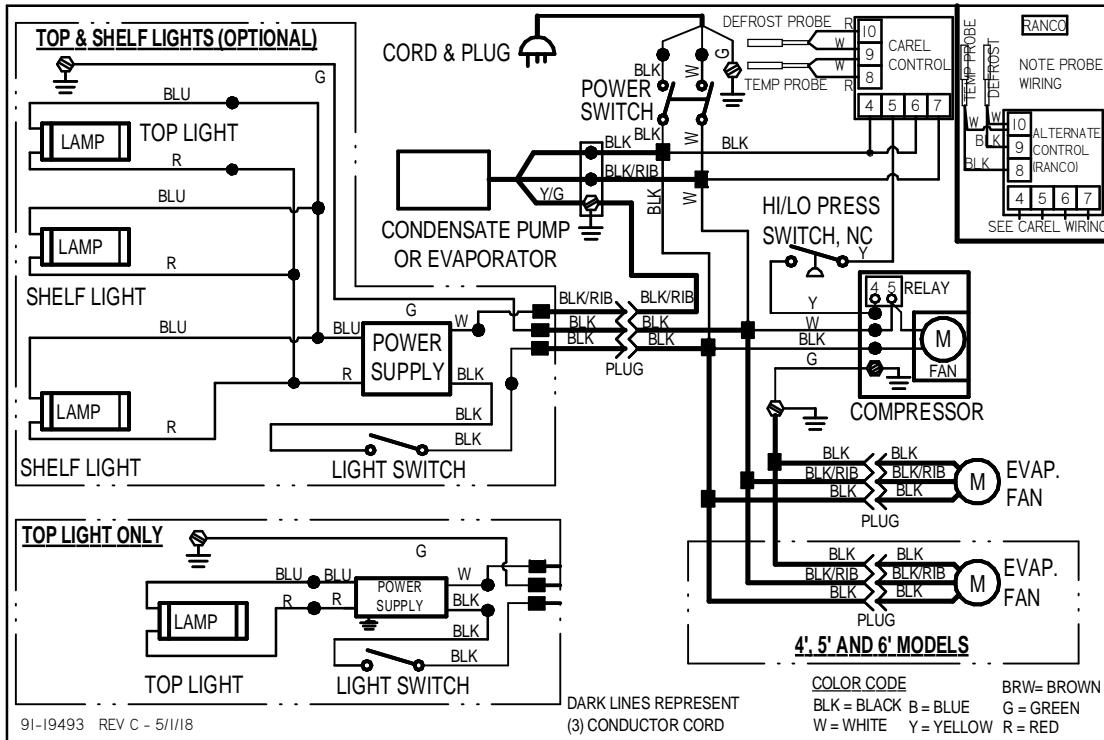 TOP & SHELF LIGHTS (OPTIONAL)
G
BLU
LAMP
TOP LIGHT
R
BLU
LAMP
R
SHELF LIGHT
BLU
BLU
LAMP
R
R
SHELF LIGHT
G
W
POWER
SUPPLY
BLK
BLK
BLK
LIGHT SWITCH
CORD & PLUG
BLK
W
G
POWER
SWITCH
BLK
W
BLK
BLK
BLK/RIB
Y/G
BLK
W
CONDENSATE PUMP
OR EVAPORATOR
BLK/RIB
BLK/RIB
BLK
BLK
BLK
BLK
PLUG
DEFROST PROBE
R
W
TEMP PROBE
W
R
10
9
8
CAREL
CONTROL
4 5 6 7
RANCO
TEMP PROBE
DEFROST
NOTE PROBE
WIRING
W
W
BLK
BLK
10
9
8
ALTERNATE
CONTROL
(RANCO)
4 5 6 7
SEE CAREL WIRING
HI/LO PRESS
SWITCH, NC
Y
Y
W
BLK
G
4 5
RELAY
M
FAN
COMPRESSOR
BLK
BLK
BLK/RIB
BLK/RIB
BLK
BLK
PLUG
M
EVAP.
FAN
BLK
BLK
BLK/RIB
BLK/RIB
BLK
BLK
PLUG
M
EVAP.
FAN
4', 5' AND 6' MODELS
TOP LIGHT ONLY
G
BLU
BLU
R
R
LAMP
POWER
SUPPLY
W
BLK
BLK
BLK
TOP LIGHT
LIGHT SWITCH
91-19493 REV C - 5/1/18
DARK LINES REPRESENT
(3) CONDUCTOR CORD
COLOR CODE
BRW= BROWN
BLK = BLACK B = BLUE G = GREEN
W = WHITE Y = YELLOW R = RED